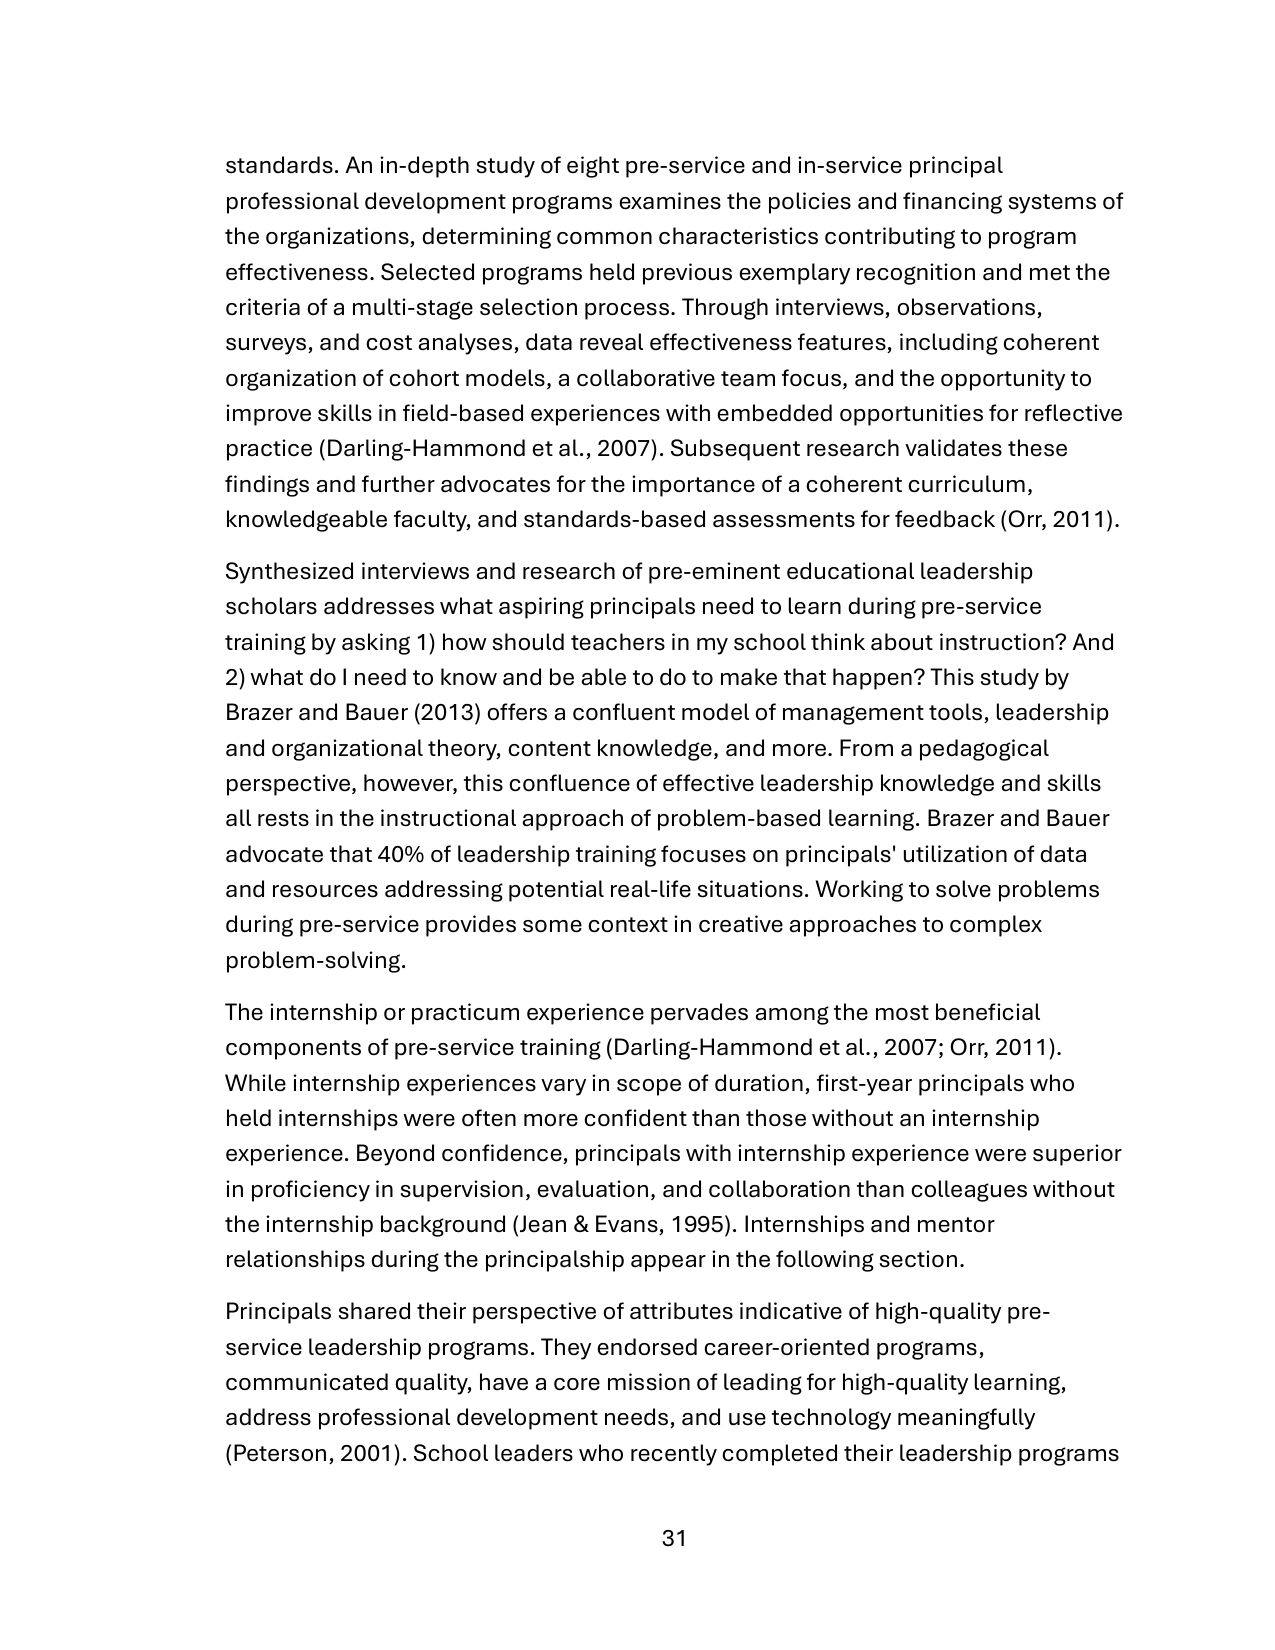 standards. An in-depth study of eight pre-service and in-service principal
professional development programs examines the policies and financing systems of
the organizations, determining common characteristics contributing to program
effectiveness. Selected programs held previous exemplary recognition and met the
criteria of a multi-stage selection process. Through interviews, observations,
surveys, and cost analyses, data reveal effectiveness features, including coherent
organization of cohort models, a collaborative team focus, and the opportunity to
improve skills in field-based experiences with embedded opportunities for reflective
practice (Darling-Hammond et al., 2007). Subsequent research validates these
findings and further advocates for the importance of a coherent curriculum,
knowledgeable faculty, and standards-based assessments for feedback (Orr, 2011).
Synthesized interviews and research of pre-eminent educational leadership
scholars addresses what aspiring principals need to learn during pre-service
training by asking 1) how should teachers in my school think about instruction? And
2) what do I need to know and be able to do to make that happen? This study by
Brazer and Bauer (2013) offers a confluent model of management tools, leadership
and organizational theory, content knowledge, and more. From a pedagogical
perspective, however, this confluence of effective leadership knowledge and skills
all rests in the instructional approach of problem-based learning. Brazer and Bauer
advocate that 40% of leadership training focuses on principals' utilization of data
and resources addressing potential real-life situations. Working to solve problems
during pre-service provides some context in creative approaches to complex
problem-solving.
The internship or practicum experience pervades among the most beneficial
components of pre-service training (Darling-Hammond et al., 2007; Orr, 2011).
While internship experiences vary in scope of duration, first-year principals who
held internships were often more confident than those without an internship
experience. Beyond confidence, principals with internship experience were superior
in proficiency in supervision, evaluation, and collaboration than colleagues without
the internship background (Jean & Evans, 1995). Internships and mentor
relationships during the principalship appear in the following section.
Principals shared their perspective of attributes indicative of high-quality pre-
service leadership programs. They endorsed career-oriented programs,
communicated quality, have a core mission of leading for high-quality learning,
address professional development needs, and use technology meaningfully
(Peterson, 2001). School leaders who recently completed their leadership programs
31